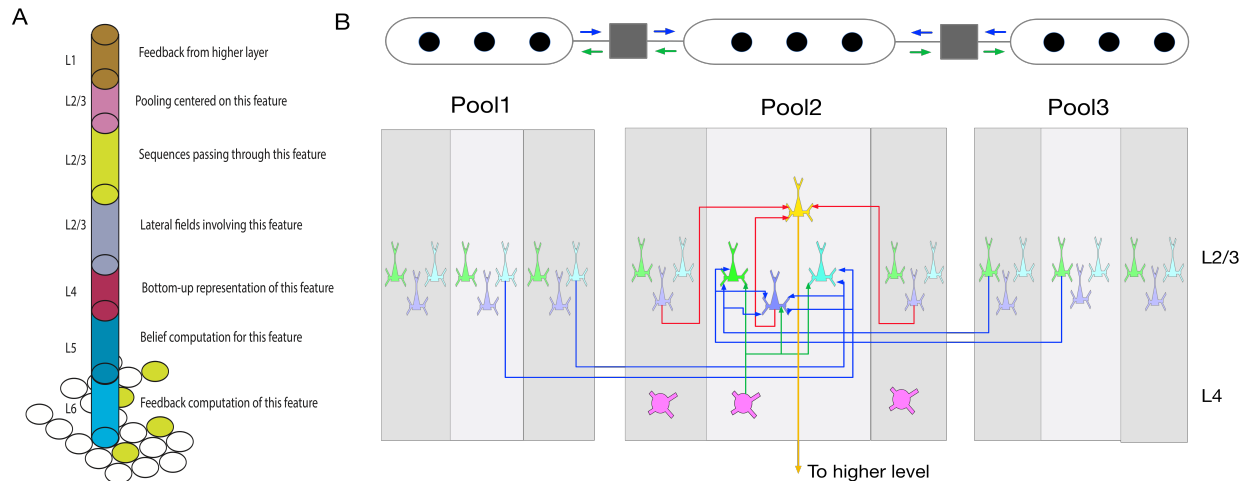 A
L1 Feedback from higher layer
L2/3 Pooling centered on this feature
L2/3 Sequences passing through this feature
L2/3 Lateral fields involving this feature
L4 Bottom-up representation of this feature
L5 Belief computation for this feature
L6 Feedback computation of this feature
B
Pool1 Pool2 Pool3
L2/3
L4
To higher level